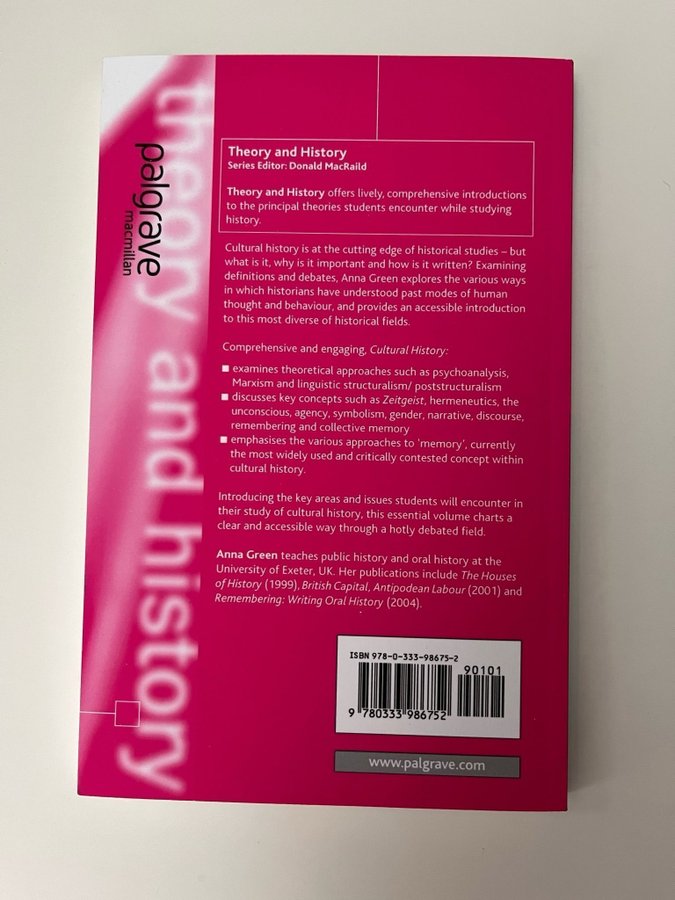 theory and history
palgrave
macmillan
Theory and History
Series Editor: Donald MacRaild
Theory and History offers lively, comprehensive introductions
to the principal theories students encounter while studying
history.
Cultural history is at the cutting edge of historical studies – but
what is it, why is it important and how is it written? Examining
definitions and debates, Anna Green explores the various ways
in which historians have understood past modes of human
thought and behaviour, and provides an accessible introduction
to this most diverse of historical fields.
Comprehensive and engaging, Cultural History:
■ examines theoretical approaches such as psychoanalysis,
Marxism and linguistic structuralism/ poststructuralism
■ discusses key concepts such as Zeitgeist, hermeneutics, the
unconscious, agency, symbolism, gender, narrative, discourse,
remembering and collective memory
■ emphasises the various approaches to 'memory', currently
the most widely used and critically contested concept within
cultural history.
Introducing the key areas and issues students will encounter in
their study of cultural history, this essential volume charts a
clear and accessible way through a hotly debated field.
Anna Green teaches public history and oral history at the
University of Exeter, UK. Her publications include The Houses
of History (1999), British Capital, Antipodean Labour (2001) and
Remembering: Writing Oral History (2004).
ISBN 978-0-333-98675-2
90101
9 780333 986752
www.palgrave.com